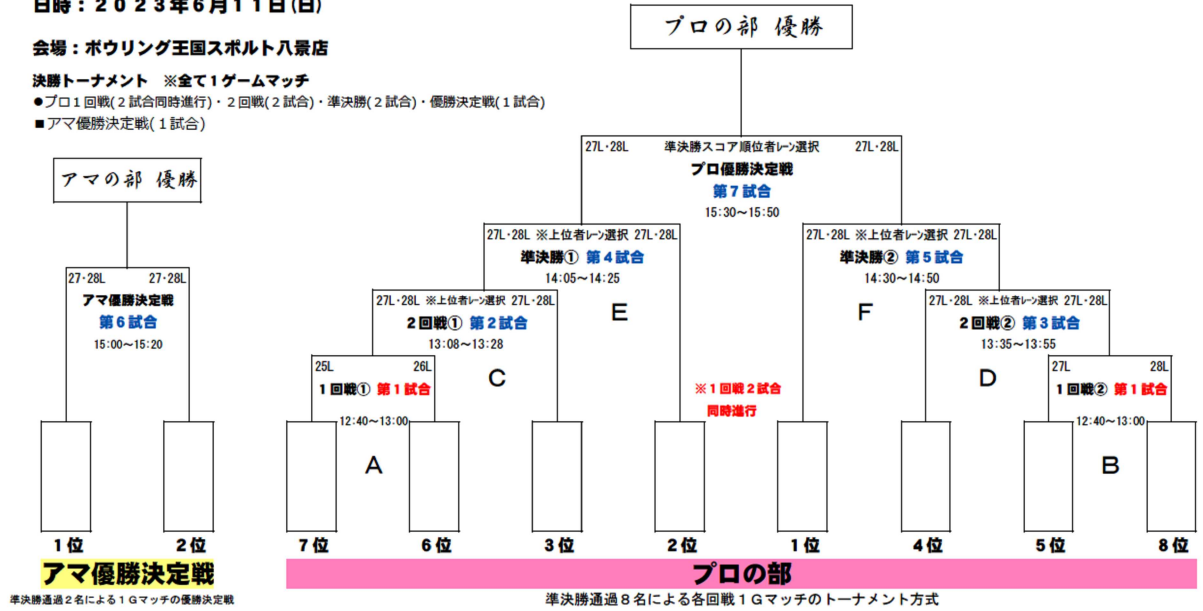 日時：２０２３年６月１１日(日)
会場：ボウリング王国スポルト八景店
決勝トーナメント　※全て１ゲームマッチ
●プロ１回戦(２試合同時進行)・２回戦(２試合)・準決勝(２試合)・優勝決定戦(１試合)
■アマ優勝決定戦(１試合)
プロの部 優勝
アマの部 優勝
27L・28L 準決勝スコア順位者レーン選択 27L・28L
プロ優勝決定戦
第７試合
15:30～15:50
27L・28L ※上位者レーン選択 27L・28L
準決勝① 第４試合
14:05～14:25
E
27L・28L ※上位者レーン選択 27L・28L
準決勝② 第５試合
14:30～14:50
F
27・28L 27・28L
アマ優勝決定戦
第６試合
15:00～15:20
27L・28L ※上位者レーン選択 27L・28L
２回戦① 第２試合
13:08～13:28
C
27L・28L ※上位者レーン選択 27L・28L
２回戦② 第３試合
13:35～13:55
D
25L 26L
１回戦① 第１試合
12:40～13:00
A
※１回戦２試合
同時進行
27L 28L
１回戦② 第１試合
12:40～13:00
B
１位 ２位 ７位 ６位 ３位 ２位 １位 ４位 ５位 ８位
アマ優勝決定戦
準決勝通過２名による１Ｇマッチの優勝決定戦
プロの部
準決勝通過８名による各回戦１Ｇマッチのトーナメント方式